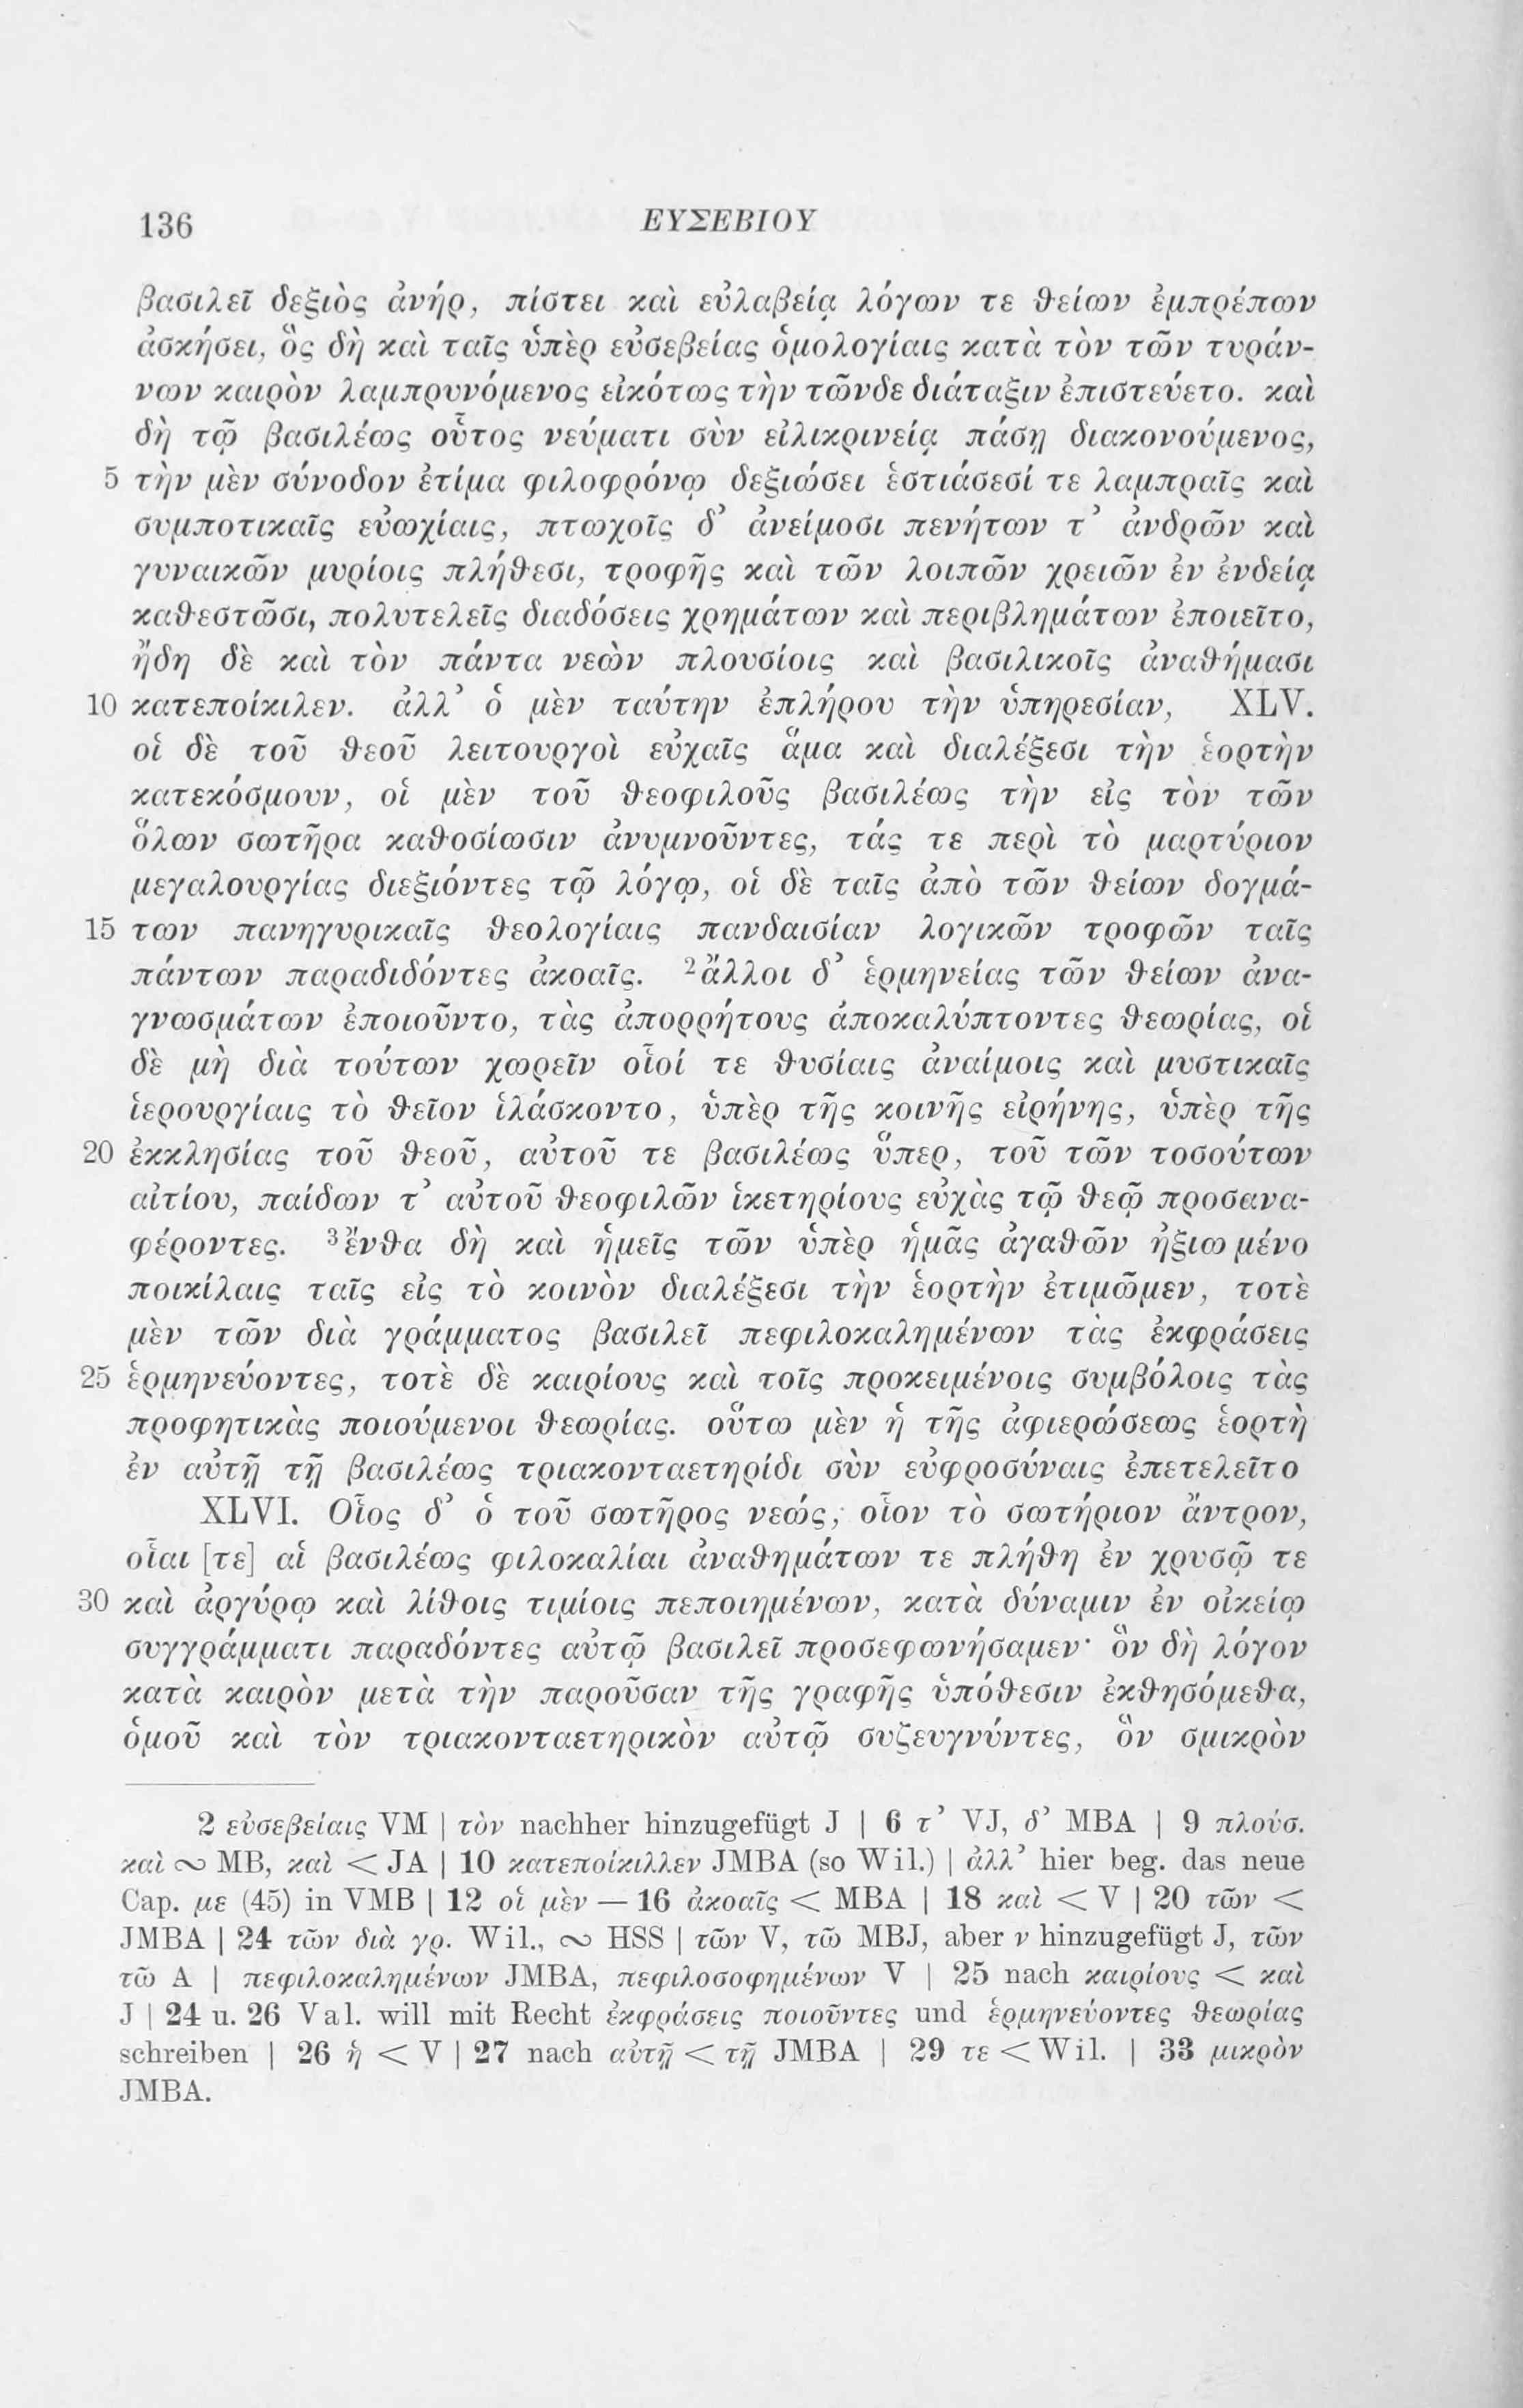 136
ΕΥΣΕΒΙΟΥ
βασιλεῖ δεξιὸς ἀνήρ, πίστει καὶ εὐλαβείᾳ λόγων τε θείων ἐμπρέπων
ἀσκήσει, ὃς δὴ καὶ ταῖς ὑπὲρ εὐσεβείας ὁμολογίαις κατὰ τὸν τῶν τυράν-
νων καιρὸν λαμπρυνόμενος εἰκότως τὴν τῶνδε διάταξιν ἐπιστεύετο. καὶ
δὴ τῷ βασιλέως οὗτος νεύματι σὺν εἰλικρινείᾳ πάσῃ διακονούμενος,
5 τὴν μὲν σύνοδον ἐτίμα φιλοφρόνῳ δεξιώσει ἑστιάσεσί τε λαμπραῖς καὶ
συμποτικαῖς εὐωχίαις, πτωχοῖς δ᾽ ἀνείμοσι πενήτων τ᾽ ἀνδρῶν καὶ
γυναικῶν μυρίοις πλήθεσι, τροφῆς καὶ τῶν λοιπῶν χρειῶν ἐν ἐνδείᾳ
καθεστῶσι, πολυτελεῖς διαδόσεις χρημάτων καὶ περιβλημάτων ἐποιεῖτο,
ἤδη δὲ καὶ τὸν πάντα νεὼν πλουσίοις καὶ βασιλικοῖς ἀναθήμασι
10 κατεποίκιλεν. ἀλλ᾽ ὁ μὲν ταύτην ἐπλήρου τὴν ὑπηρεσίαν, XLV.
οἱ δὲ τοῦ θεοῦ λειτουργοὶ εὐχαῖς ἅμα καὶ διαλέξεσι τὴν ἑορτὴν
κατεκόσμουν, οἱ μὲν τοῦ θεοφιλοῦς βασιλέως τὴν εἰς τὸν τῶν
ὅλων σωτῆρα καθοσίωσιν ἀνυμνοῦντες, τάς τε περὶ τὸ μαρτύριον
μεγαλουργίας διεξιόντες τῷ λόγῳ, οἱ δὲ ταῖς ἀπὸ τῶν θείων δογμά-
15 των πανηγυρικαῖς θεολογίαις πανδαισίαν λογικῶν τροφῶν ταῖς
πάντων παραδιδόντες ἀκοαῖς. ²ἄλλοι δ᾽ ἑρμηνείας τῶν θείων ἀνα-
γνωσμάτων ἐποιοῦντο, τὰς ἀπορρήτους ἀποκαλύπτοντες θεωρίας, οἱ
δὲ μὴ διὰ τούτων χωρεῖν οἷοί τε θυσίαις ἀναίμοις καὶ μυστικαῖς
ἱερουργίαις τὸ θεῖον ἱλάσκοντο, ὑπὲρ τῆς κοινῆς εἰρήνης, ὑπὲρ τῆς
20 ἐκκλησίας τοῦ θεοῦ, αὐτοῦ τε βασιλέως ὕπερ, τοῦ τῶν τοσούτων
αἰτίου, παίδων τ᾽ αὐτοῦ θεοφιλῶν ἱκετηρίους εὐχὰς τῷ θεῷ προσανα-
φέροντες. ³ἔνθα δὴ καὶ ἡμεῖς τῶν ὑπὲρ ἡμᾶς ἀγαθῶν ἠξιω μένο
ποικίλαις ταῖς εἰς τὸ κοινὸν διαλέξεσι τὴν ἑορτὴν ἐτιμῶμεν, τοτὲ
μὲν τῶν διὰ γράμματος βασιλεῖ πεφιλοκαλημένων τὰς ἐκφράσεις
25 ἑρμηνεύοντες, τοτὲ δὲ καιρίους καὶ τοῖς προκειμένοις συμβόλοις τὰς
προφητικὰς ποιούμενοι θεωρίας. οὕτω μὲν ἡ τῆς ἀφιερώσεως ἑορτὴ
ἐν αὐτῇ τῇ βασιλέως τριακονταετηρίδι σὺν εὐφροσύναις ἐπετελεῖτο
XLVI. Οἷος δ᾽ ὁ τοῦ σωτῆρος νεώς, οἷον τὸ σωτήριον ἄντρον,
οἷαι [τε] αἱ βασιλέως φιλοκαλίαι ἀναθημάτων τε πλήθη ἐν χρυσῷ τε
30 καὶ ἀργύρῳ καὶ λίθοις τιμίοις πεποιημένων, κατὰ δύναμιν ἐν οἰκείῳ
συγγράμματι παραδόντες αὐτῷ βασιλεῖ προσεφωνήσαμεν· ὃν δὴ λόγον
κατὰ καιρὸν μετὰ τὴν παροῦσαν τῆς γραφῆς ὑπόθεσιν ἐκθησόμεθα,
ὁμοῦ καὶ τὸν τριακονταετηρικὸν αὐτῷ συζευγνύντες, ὃν σμικρὸν
2 εὐσεβείαις VM | τὸν nachher hinzugefügt J | 6 τ᾽ VJ, δ᾽ MBA | 9 πλούσ.
καὶ ∾ MB, καὶ < JA | 10 κατεποίκιλλεν JMBA (so Wil.) | ἀλλ᾽ hier beg. das neue
Cap. με (45) in VMB | 12 οἱ μὲν — 16 ἀκοαῖς < MBA | 18 καὶ < V | 20 τῶν <
JMBA | 24 τῶν διὰ γρ. Wil., ∾ HSS | τῶν V, τῶ MBJ, aber ν hinzugefügt J, τῶν
τῶ A | πεφιλοκαλημένων JMBA, πεφιλοσοφημένων V | 25 nach καιρίους < καὶ
J | 24 u. 26 Val. will mit Recht ἐκφράσεις ποιοῦντες und ἑρμηνεύοντες θεωρίας
schreiben | 26 ἡ < V | 27 nach αὐτῇ < τῇ JMBA | 29 τε < Wil. | 33 μικρὸν
JMBA.